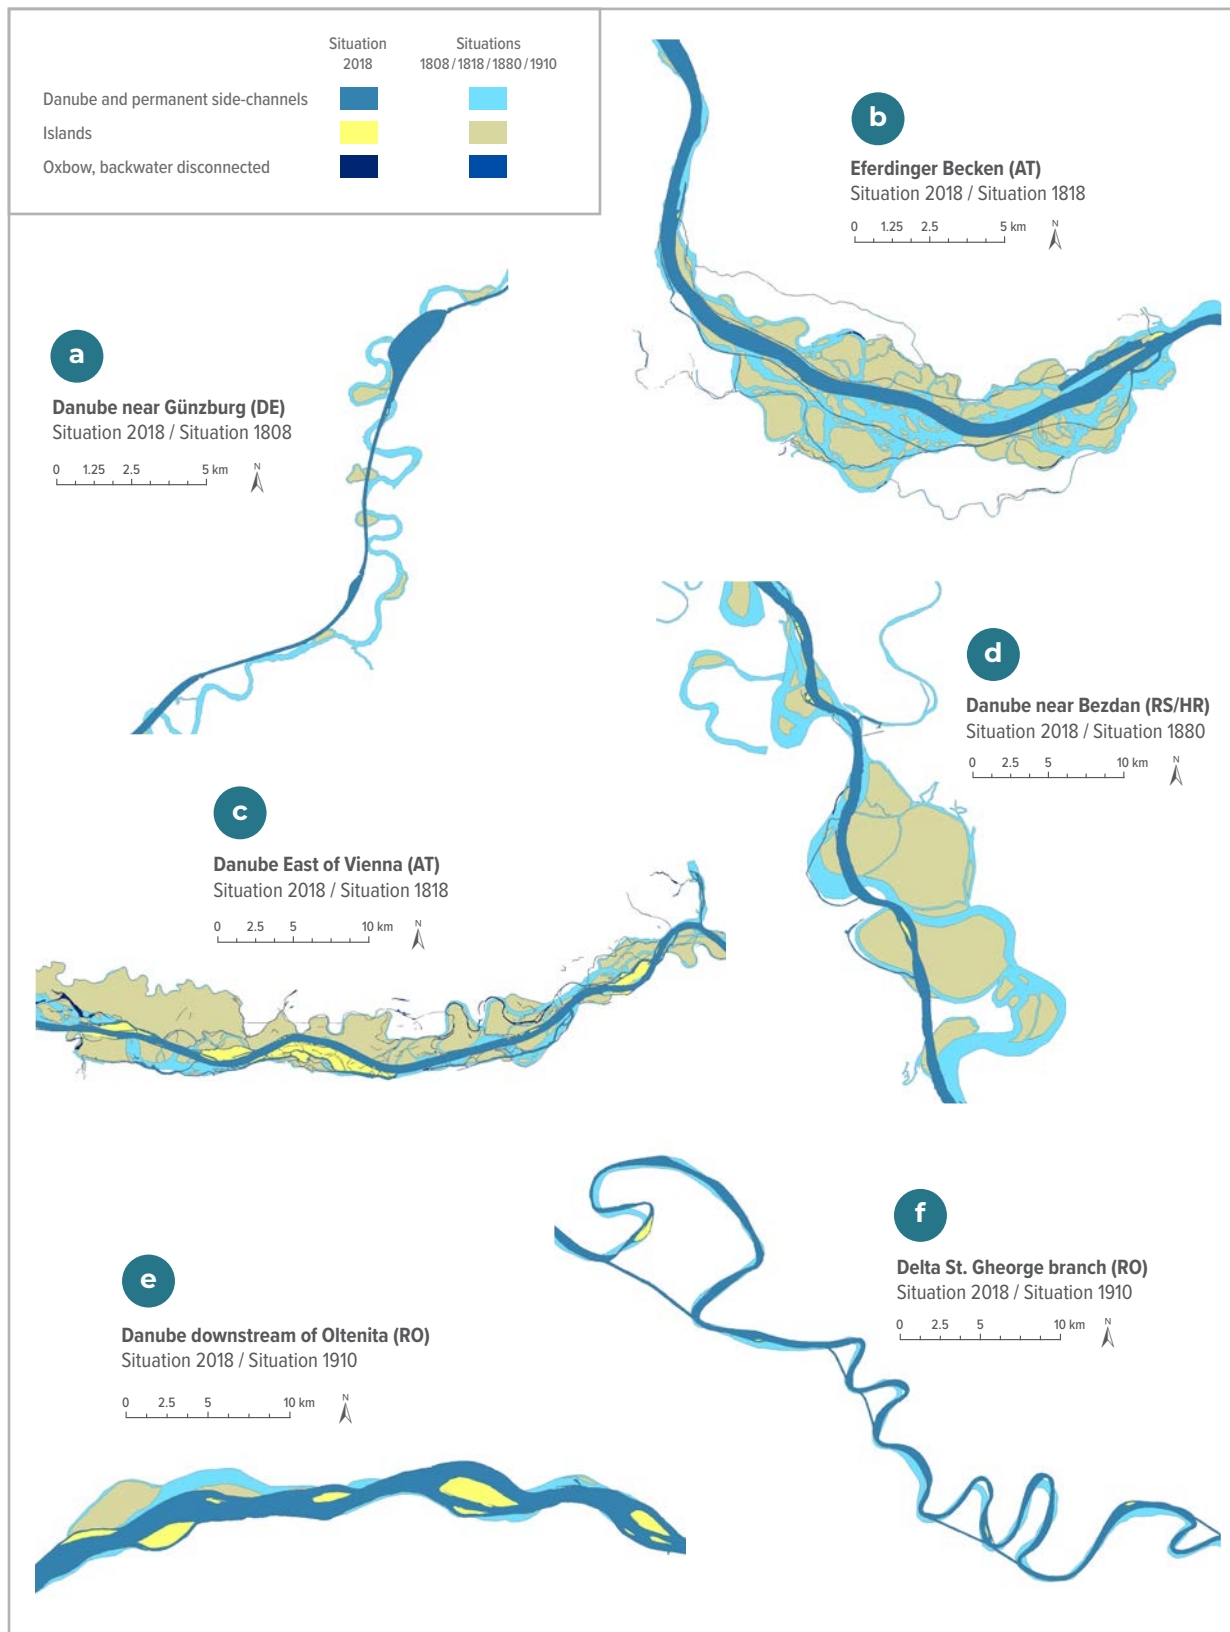 Situation 2018
Situations 1808 / 1818 / 1880 / 1910
Danube and permanent side-channels
Islands
Oxbow, backwater disconnected
a
Danube near Günzburg (DE)
Situation 2018 / Situation 1808
0 1.25 2.5 5 km
N
b
Eferdinger Becken (AT)
Situation 2018 / Situation 1818
0 1.25 2.5 5 km
N
c
Danube East of Vienna (AT)
Situation 2018 / Situation 1818
0 2.5 5 10 km
N
d
Danube near Bezdan (RS/HR)
Situation 2018 / Situation 1880
0 2.5 5 10 km
N
e
Danube downstream of Oltenita (RO)
Situation 2018 / Situation 1910
0 2.5 5 10 km
N
f
Delta St. Gheorge branch (RO)
Situation 2018 / Situation 1910
0 2.5 5 10 km
N